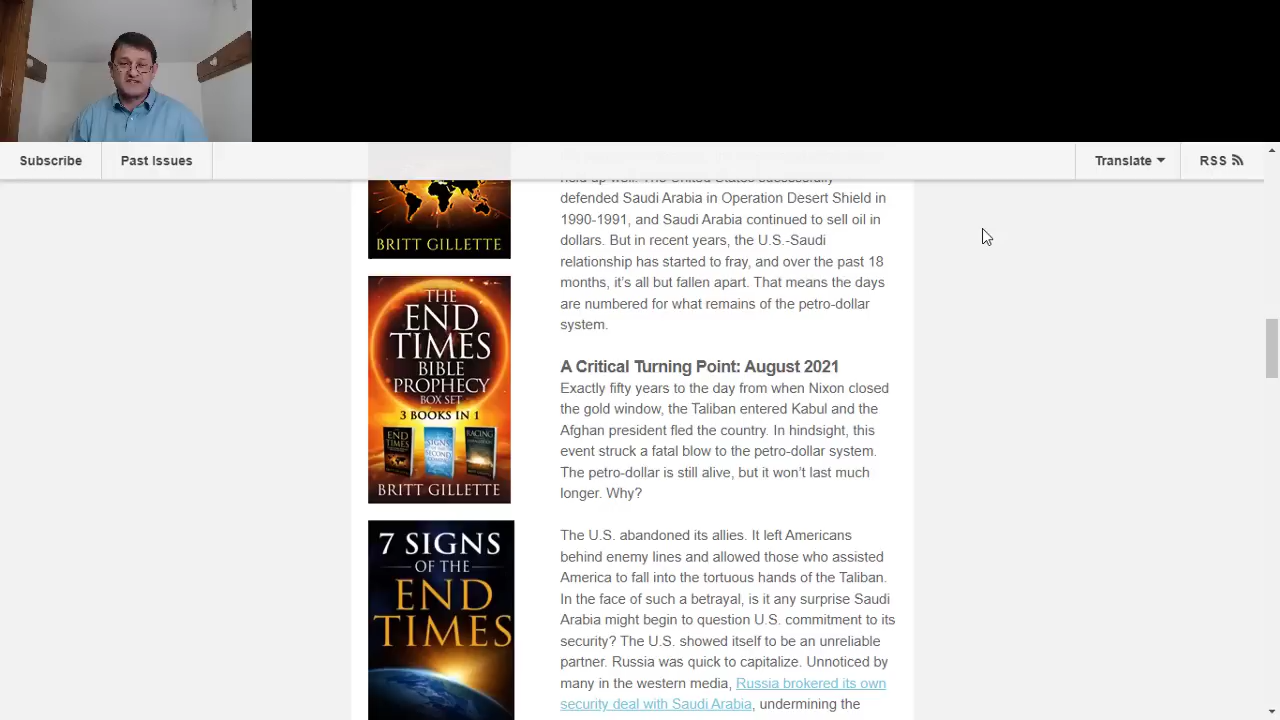 Subscribe
Past Issues
Translate
RSS
BRITT GILLETTE
THE
END
TIMES
BIBLE
PROPHECY
BOX SET
3 BOOKS IN 1
BRITT GILLETTE
7 SIGNS
OF THE
END
TIMES
defended Saudi Arabia in Operation Desert Shield in
1990-1991, and Saudi Arabia continued to sell oil in
dollars. But in recent years, the U.S.-Saudi
relationship has started to fray, and over the past 18
months, it’s all but fallen apart. That means the days
are numbered for what remains of the petro-dollar
system.
A Critical Turning Point: August 2021
Exactly fifty years to the day from when Nixon closed
the gold window, the Taliban entered Kabul and the
Afghan president fled the country. In hindsight, this
event struck a fatal blow to the petro-dollar system.
The petro-dollar is still alive, but it won’t last much
longer. Why?
The U.S. abandoned its allies. It left Americans
behind enemy lines and allowed those who assisted
America to fall into the tortuous hands of the Taliban.
In the face of such a betrayal, is it any surprise Saudi
Arabia might begin to question U.S. commitment to its
security? The U.S. showed itself to be an unreliable
partner. Russia was quick to capitalize. Unnoticed by
many in the western media, Russia brokered its own
security deal with Saudi Arabia, undermining the